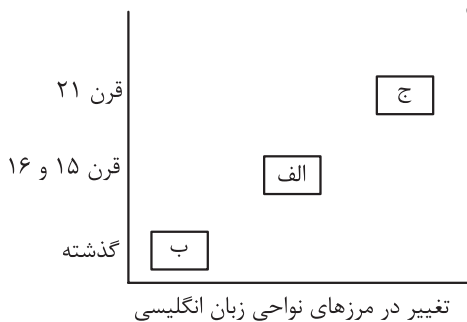 قرن ۲۱
ج
قرن ۱۵ و ۱۶
الف
گذشته
ب
تغییر در مرزهای نواحی زبان انگلیسی